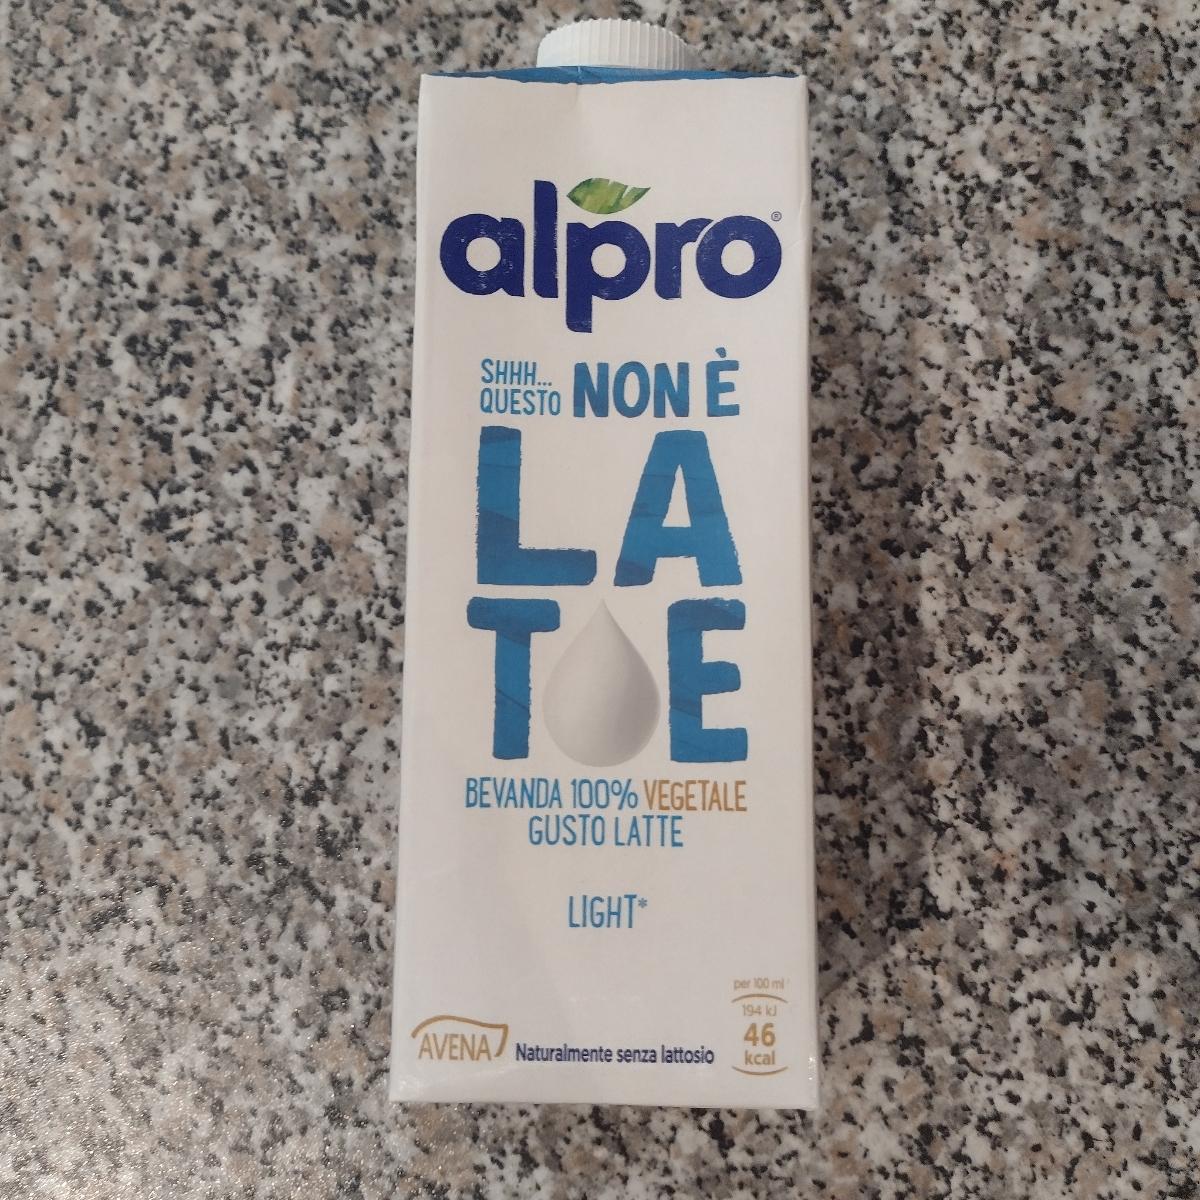 alpro®
SHHH...
QUESTO NON È
LA
TE
BEVANDA 100% VEGETALE
GUSTO LATTE
LIGHT*
per 100 ml
194 kJ
46
kcal
AVENA
Naturalmente senza lattosio